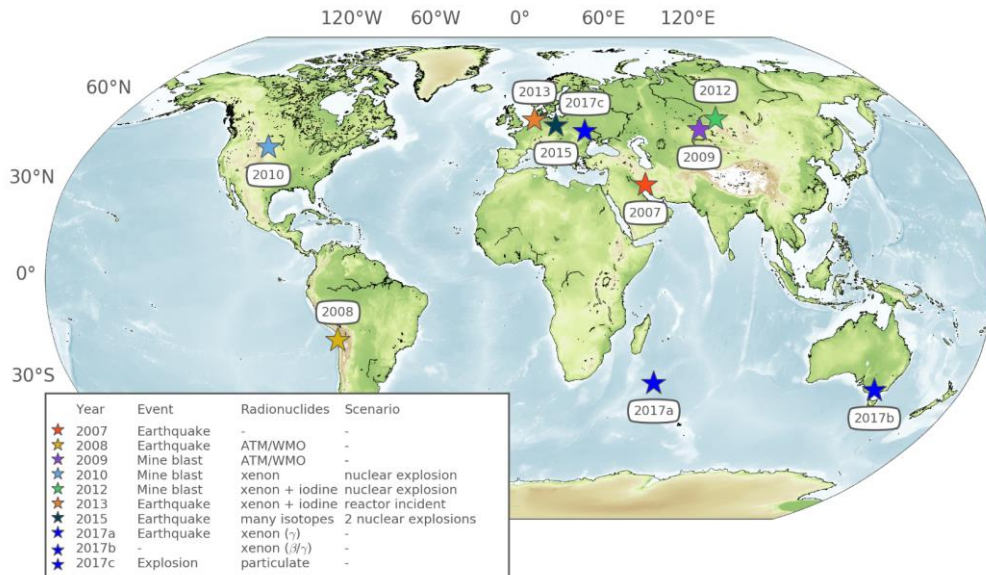 120°W 60°W 0° 60°E 120°E
60°N
2013 2017c 2012
2015 2009
2010
30°N
2007
0°
2008
30°S
2017a 2017b
Year Event Radionuclides Scenario
2007 Earthquake - -
2008 Earthquake ATM/WMO -
2009 Mine blast ATM/WMO -
2010 Mine blast xenon nuclear explosion
2012 Mine blast xenon + iodine nuclear explosion
2013 Earthquake xenon + iodine reactor incident
2015 Earthquake many isotopes 2 nuclear explosions
2017a Earthquake xenon (γ) -
2017b - xenon (β/γ) -
2017c Explosion particulate -